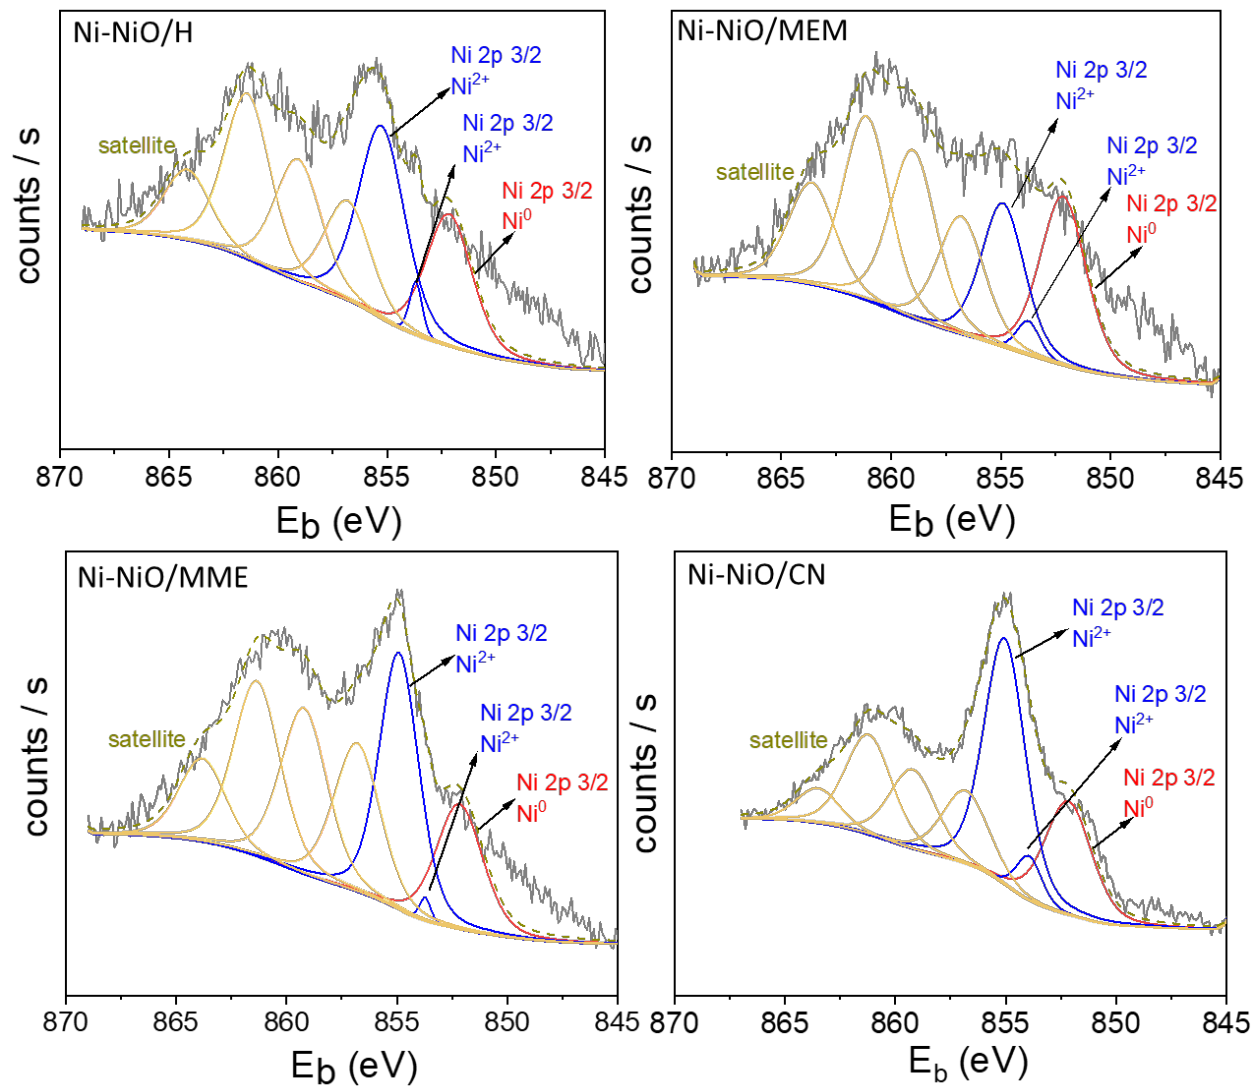 Ni-NiO/H
Ni 2p 3/2
Ni²⁺
Ni 2p 3/2
Ni²⁺
satellite
Ni 2p 3/2
Ni⁰
counts / s
870 865 860 855 850 845
E_b (eV)
Ni-NiO/MEM
Ni 2p 3/2
Ni²⁺
Ni 2p 3/2
Ni²⁺
satellite
Ni 2p 3/2
Ni⁰
counts / s
870 865 860 855 850 845
E_b (eV)
Ni-NiO/MME
Ni 2p 3/2
Ni²⁺
Ni 2p 3/2
Ni²⁺
satellite
Ni 2p 3/2
Ni⁰
counts / s
870 865 860 855 850 845
E_b (eV)
Ni-NiO/CN
Ni 2p 3/2
Ni²⁺
Ni 2p 3/2
Ni²⁺
satellite
Ni 2p 3/2
Ni⁰
counts / s
870 865 860 855 850 845
E_b (eV)